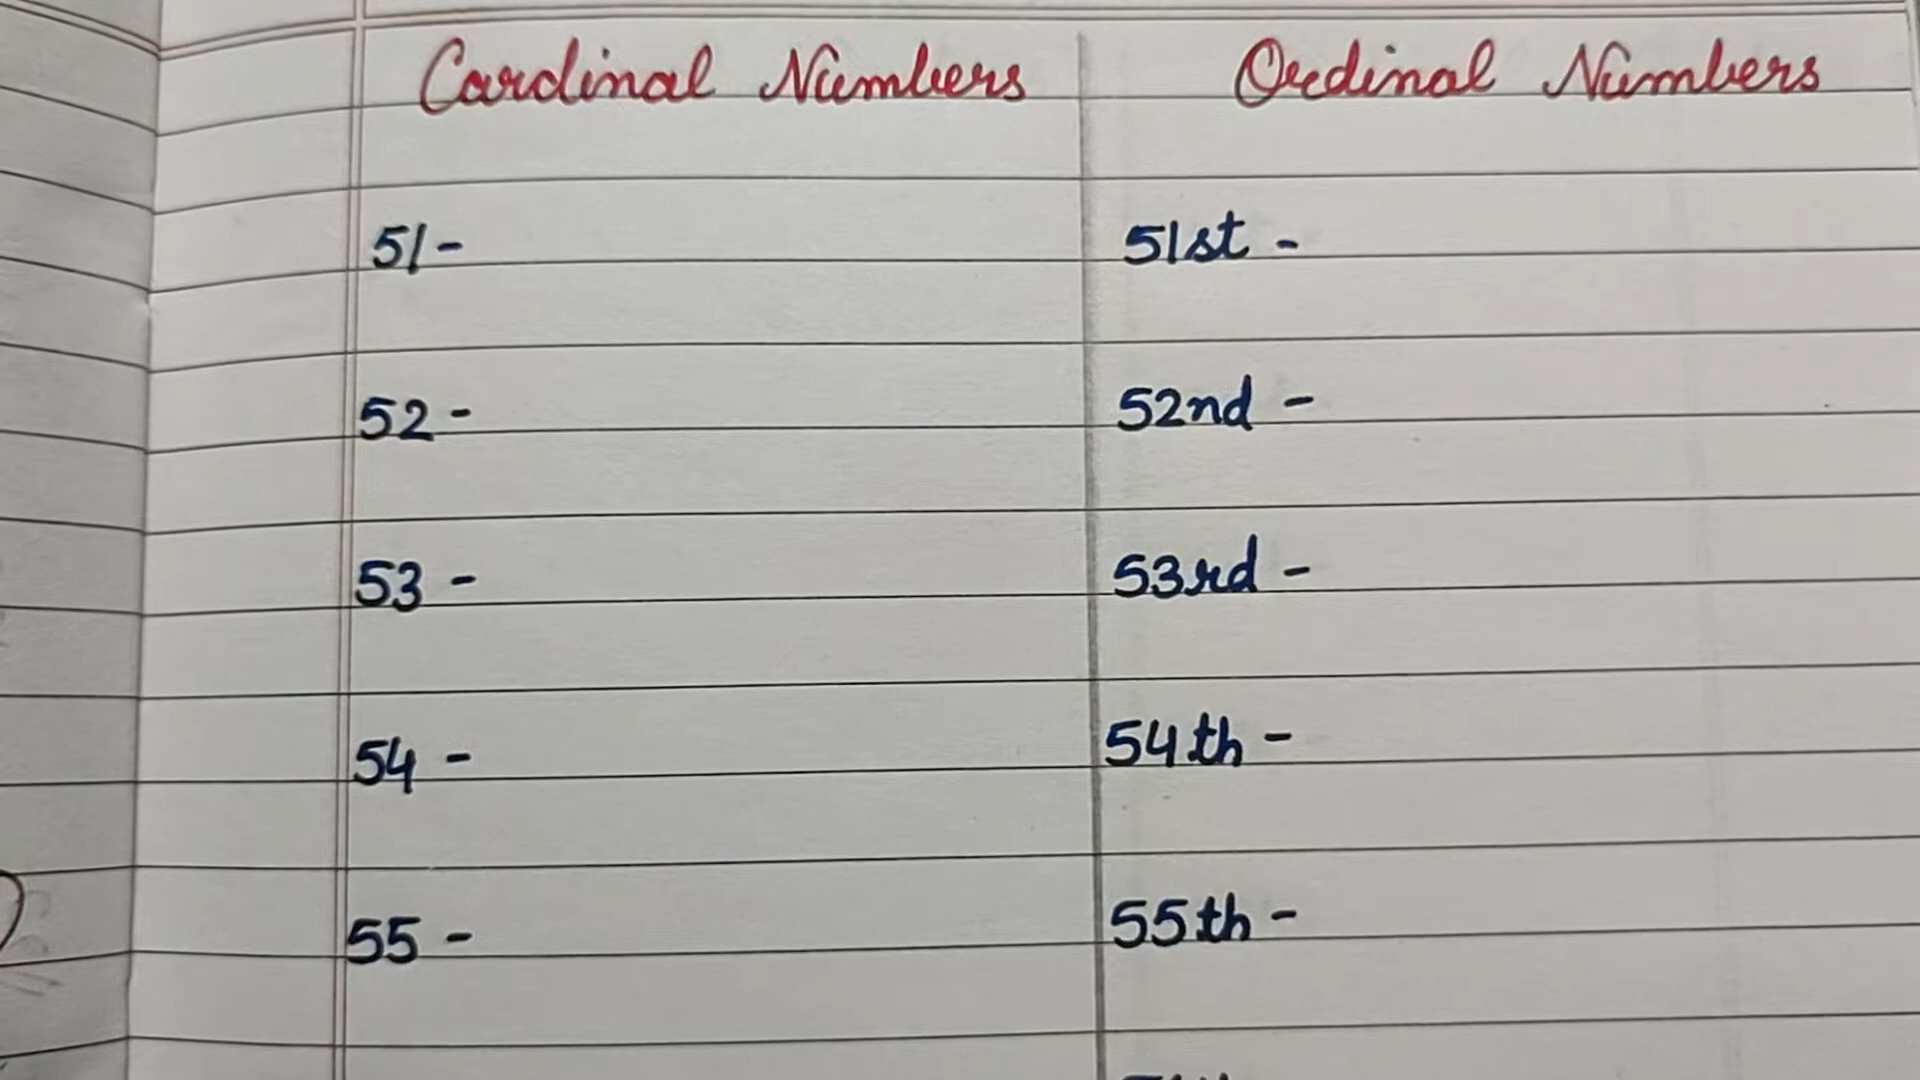 Cardinal Numbers Ordinal Numbers
51- 51st -
52- 52nd -
53 - 53rd -
54 - 54th -
55 - 55th -